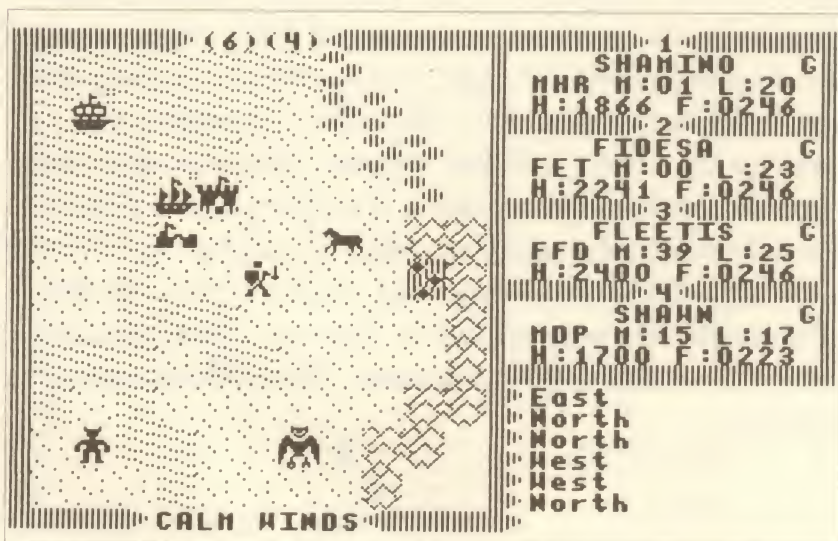 (6)(4)
1
SHAMINO G
MHR M:01 L:20
H:1866 F:0246
2
FIDESA G
FET M:00 L:23
H:2241 F:0246
3
FLEETIS G
FFD M:39 L:25
H:2400 F:0246
4
SHAWN G
MDP M:15 L:17
H:1700 F:0223
East
North
North
West
West
North
CALM WINDS